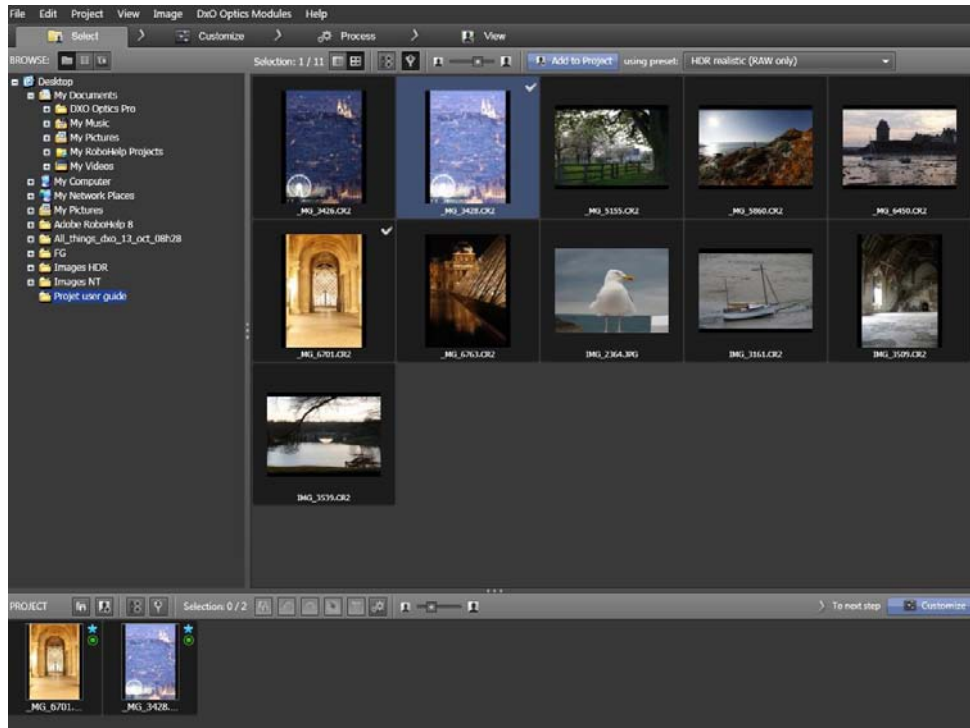 File Edit Project View Image DxO Optics Modules Help
Select Customize Process View
BROWSE: Selection: 1 / 11 Add to Project using preset: HDR realistic (RAW only)
Desktop
My Documents
DXO Optics Pro
My Music
My Pictures
My RoboHelp Projects
My Videos
My Computer
My Network Places
My Pictures
Adobe RoboHelp 8
All_things_dxo_13_oct_08h28
FG
Images HDR
Images NT
Projet user guide
_MG_3426.CR2 _MG_3428.CR2 _MG_5155.CR2 _MG_5860.CR2 _MG_6450.CR2
_MG_6701.CR2 _MG_6763.CR2 IMG_2364.JPG IMG_3161.CR2 IMG_3509.CR2
IMG_3539.CR2
PROJECT Selection: 0 / 2 To next step Customize
_MG_6701.... _MG_3428....